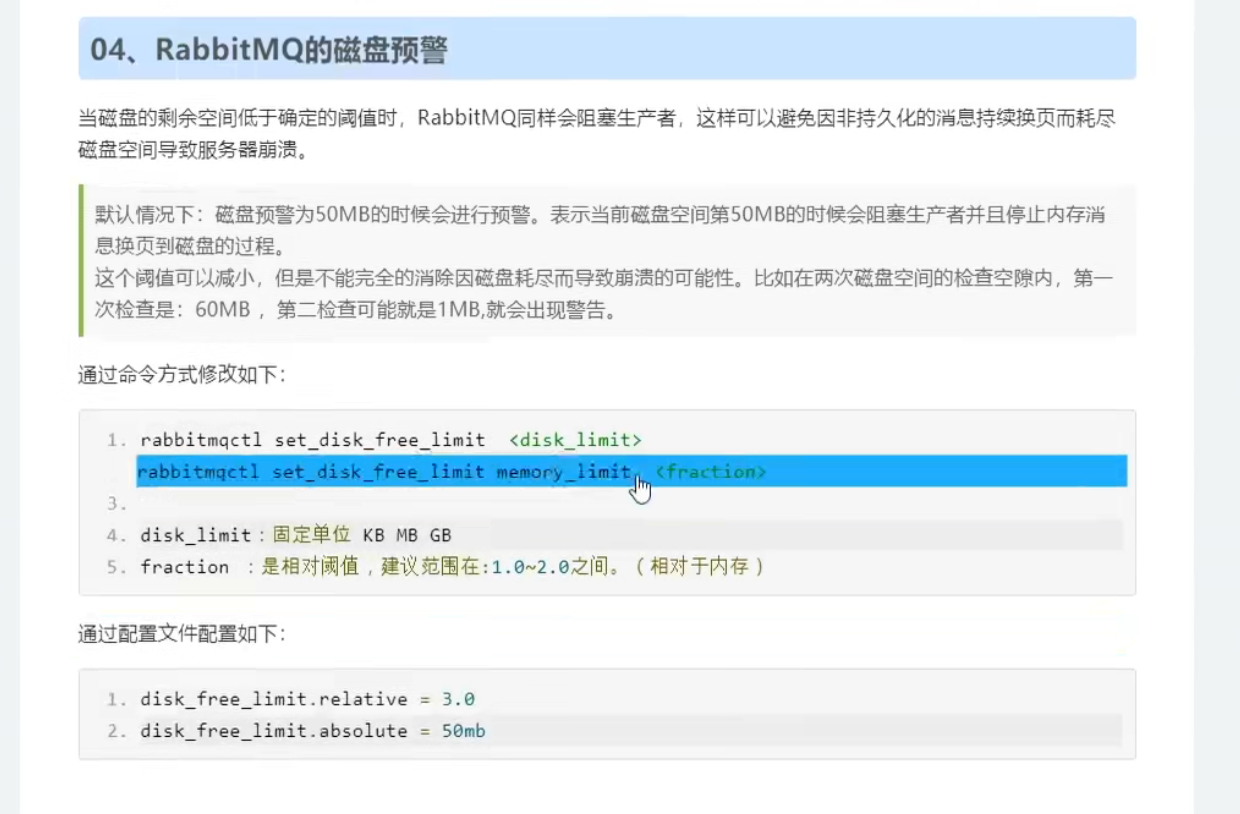 04、RabbitMQ的磁盘预警
当磁盘的剩余空间低于确定的阈值时，RabbitMQ同样会阻塞生产者，这样可以避免因非持久化的消息持续换页而耗尽
磁盘空间导致服务器崩溃。
默认情况下：磁盘预警为50MB的时候会进行预警。表示当前磁盘空间第50MB的时候会阻塞生产者并且停止内存消
息换页到磁盘的过程。
这个阈值可以减小，但是不能完全的消除因磁盘耗尽而导致崩溃的可能性。比如在两次磁盘空间的检查空隙内，第一
次检查是：60MB ，第二检查可能就是1MB,就会出现警告。
通过命令方式修改如下：
1. rabbitmqctl set_disk_free_limit  <disk_limit>
rabbitmqctl set_disk_free_limit memory_limit  <fraction>
3.
4. disk_limit：固定单位 KB MB GB
5. fraction ：是相对阈值，建议范围在:1.0~2.0之间。（相对于内存）
通过配置文件配置如下：
1. disk_free_limit.relative = 3.0
2. disk_free_limit.absolute = 50mb